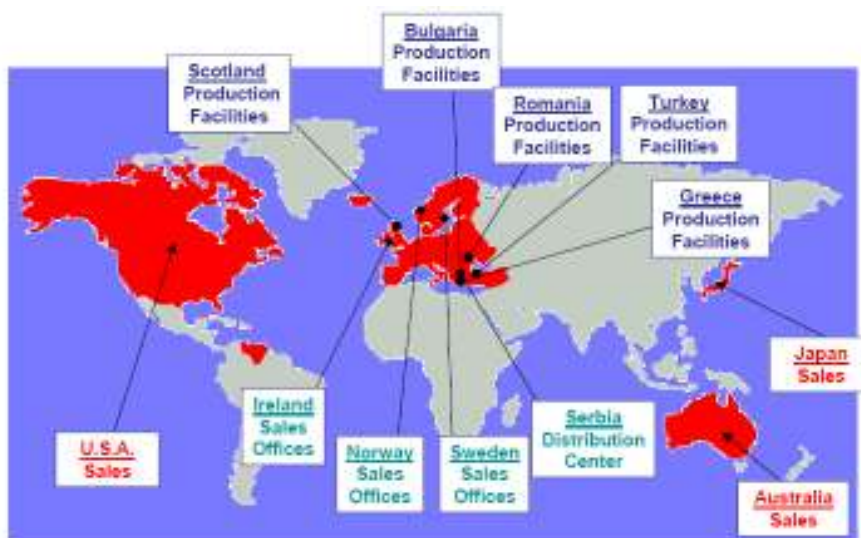 Bulgaria
Production
Facilities
Scotland
Production
Facilities
Romania
Production
Facilities
Turkey
Production
Facilities
Greece
Production
Facilities
Japan
Sales
Ireland
Sales
Offices
Norway
Sales
Offices
Sweden
Sales
Offices
Serbia
Distribution
Center
U.S.A.
Sales
Australia
Sales